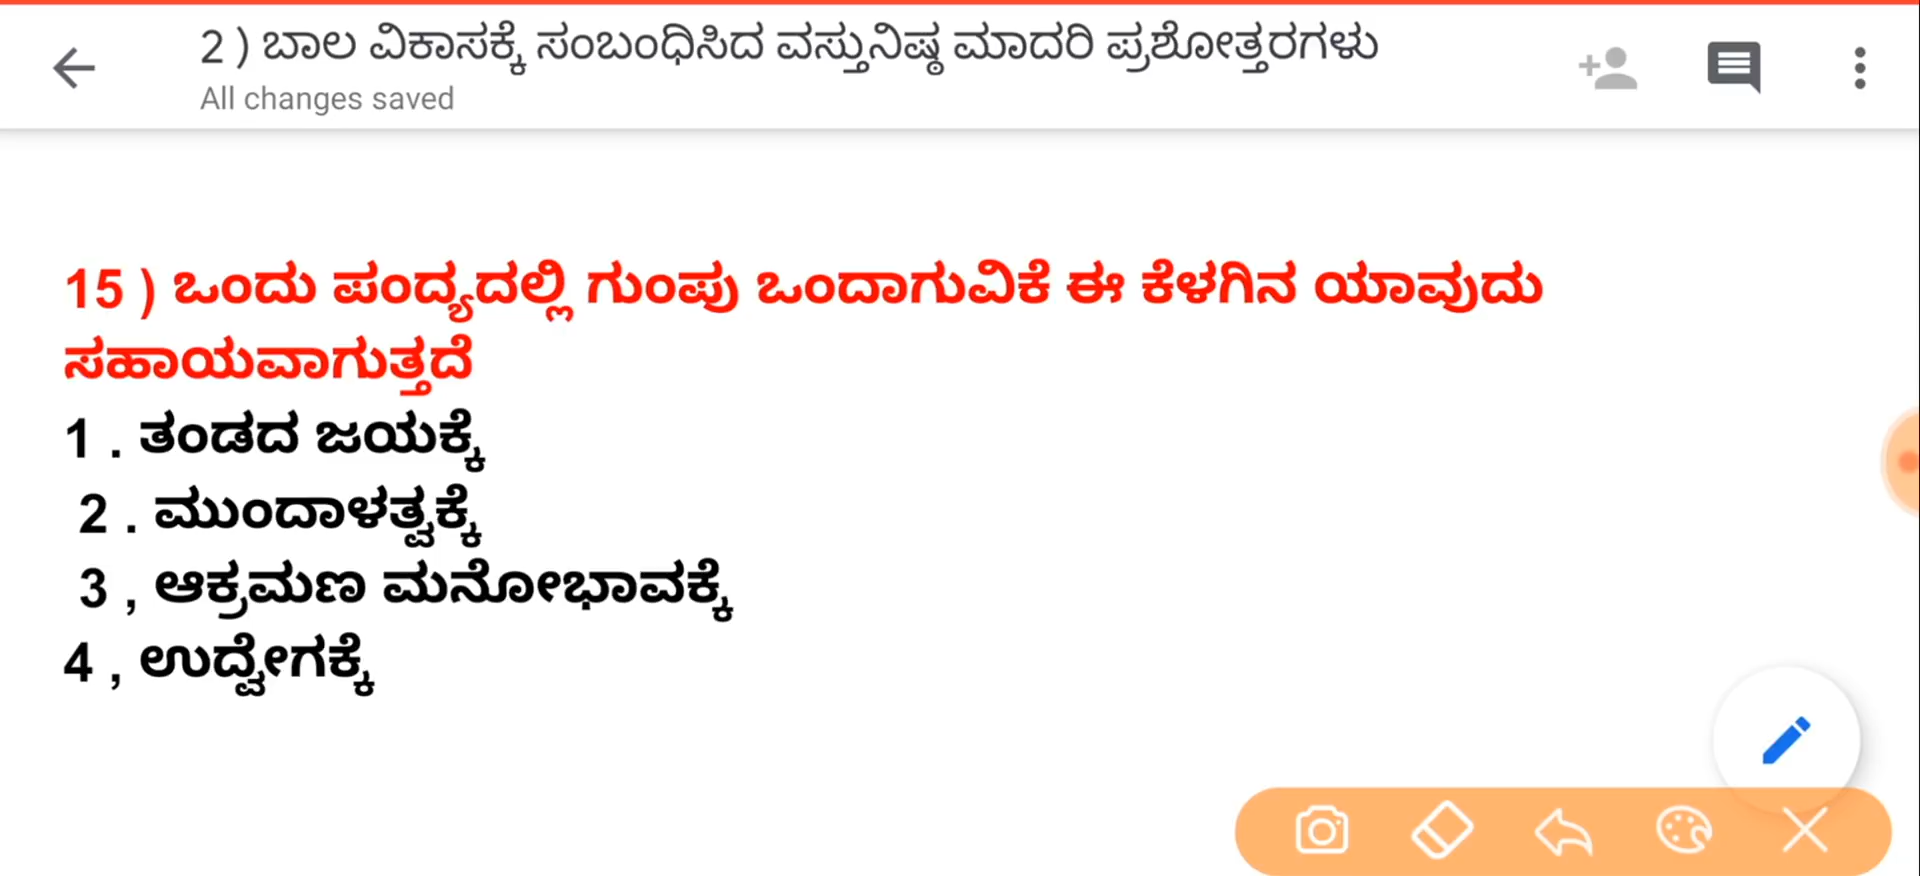 2 ) ಬಾಲ ವಿಕಾಸಕ್ಕೆ ಸಂಬಂಧಿಸಿದ ವಸ್ತುನಿಷ್ಠ ಮಾದರಿ ಪ್ರಶೋತ್ತರಗಳು
All changes saved
15 ) ಒಂದು ಪಂದ್ಯದಲ್ಲಿ ಗುಂಪು ಒಂದಾಗುವಿಕೆ ಈ ಕೆಳಗಿನ ಯಾವುದು
ಸಹಾಯವಾಗುತ್ತದೆ
1 . ತಂಡದ ಜಯಕ್ಕೆ
2 . ಮುಂದಾಳತ್ವಕ್ಕೆ
3 , ಆಕ್ರಮಣ ಮನೋಭಾವಕ್ಕೆ
4 , ಉದ್ವೇಗಕ್ಕೆ